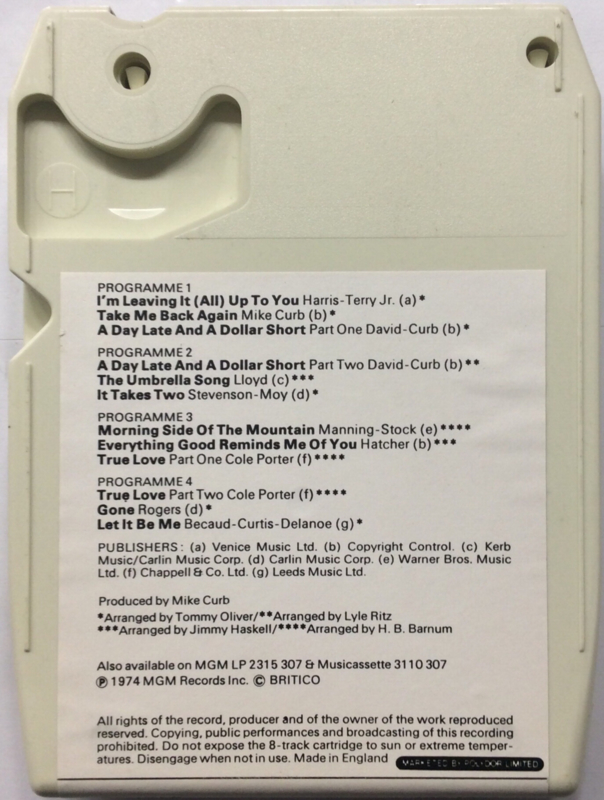 H
PROGRAMME 1
I'm Leaving It (All) Up To You Harris-Terry Jr. (a)*
Take Me Back Again Mike Curb (b)*
A Day Late And A Dollar Short Part One David-Curb (b)*
PROGRAMME 2
A Day Late And A Dollar Short Part Two David-Curb (b)**
The Umbrella Song Lloyd (c)***
It Takes Two Stevenson-Moy (d)*
PROGRAMME 3
Morning Side Of The Mountain Manning-Stock (e)****
Everything Good Reminds Me Of You Hatcher (b)***
True Love Part One Cole Porter (f)****
PROGRAMME 4
True Love Part Two Cole Porter (f)****
Gone Rogers (d)*
Let It Be Me Becaud-Curtis-Delanoe (g)*
PUBLISHERS: (a) Venice Music Ltd. (b) Copyright Control. (c) Kerb
Music/Carlin Music Corp. (d) Carlin Music Corp. (e) Warner Bros. Music
Ltd. (f) Chappell & Co. Ltd. (g) Leeds Music Ltd.
Produced by Mike Curb
*Arranged by Tommy Oliver/**Arranged by Lyle Ritz
***Arranged by Jimmy Haskell/****Arranged by H. B. Barnum
Also available on MGM LP 2315 307 & Musicassette 3110 307
℗ 1974 MGM Records Inc. © BRITICO
All rights of the record, producer and of the owner of the work reproduced
reserved. Copying, public performances and broadcasting of this recording
prohibited. Do not expose the 8-track cartridge to sun or extreme temper-
atures. Disengage when not in use. Made in England MARKETED BY POLYDOR LIMITED